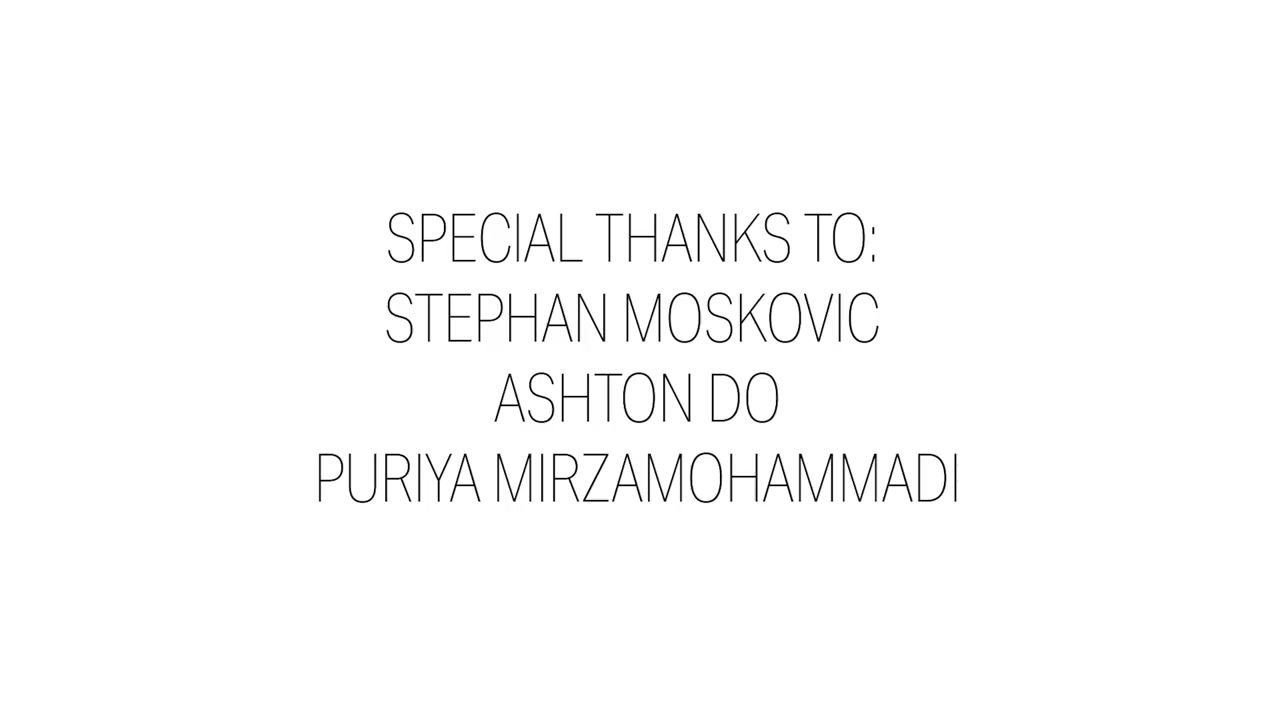 SPECIAL THANKS TO:
STEPHAN MOSKOVIC
ASHTON DO
PURIYA MIRZAMOHAMMADI